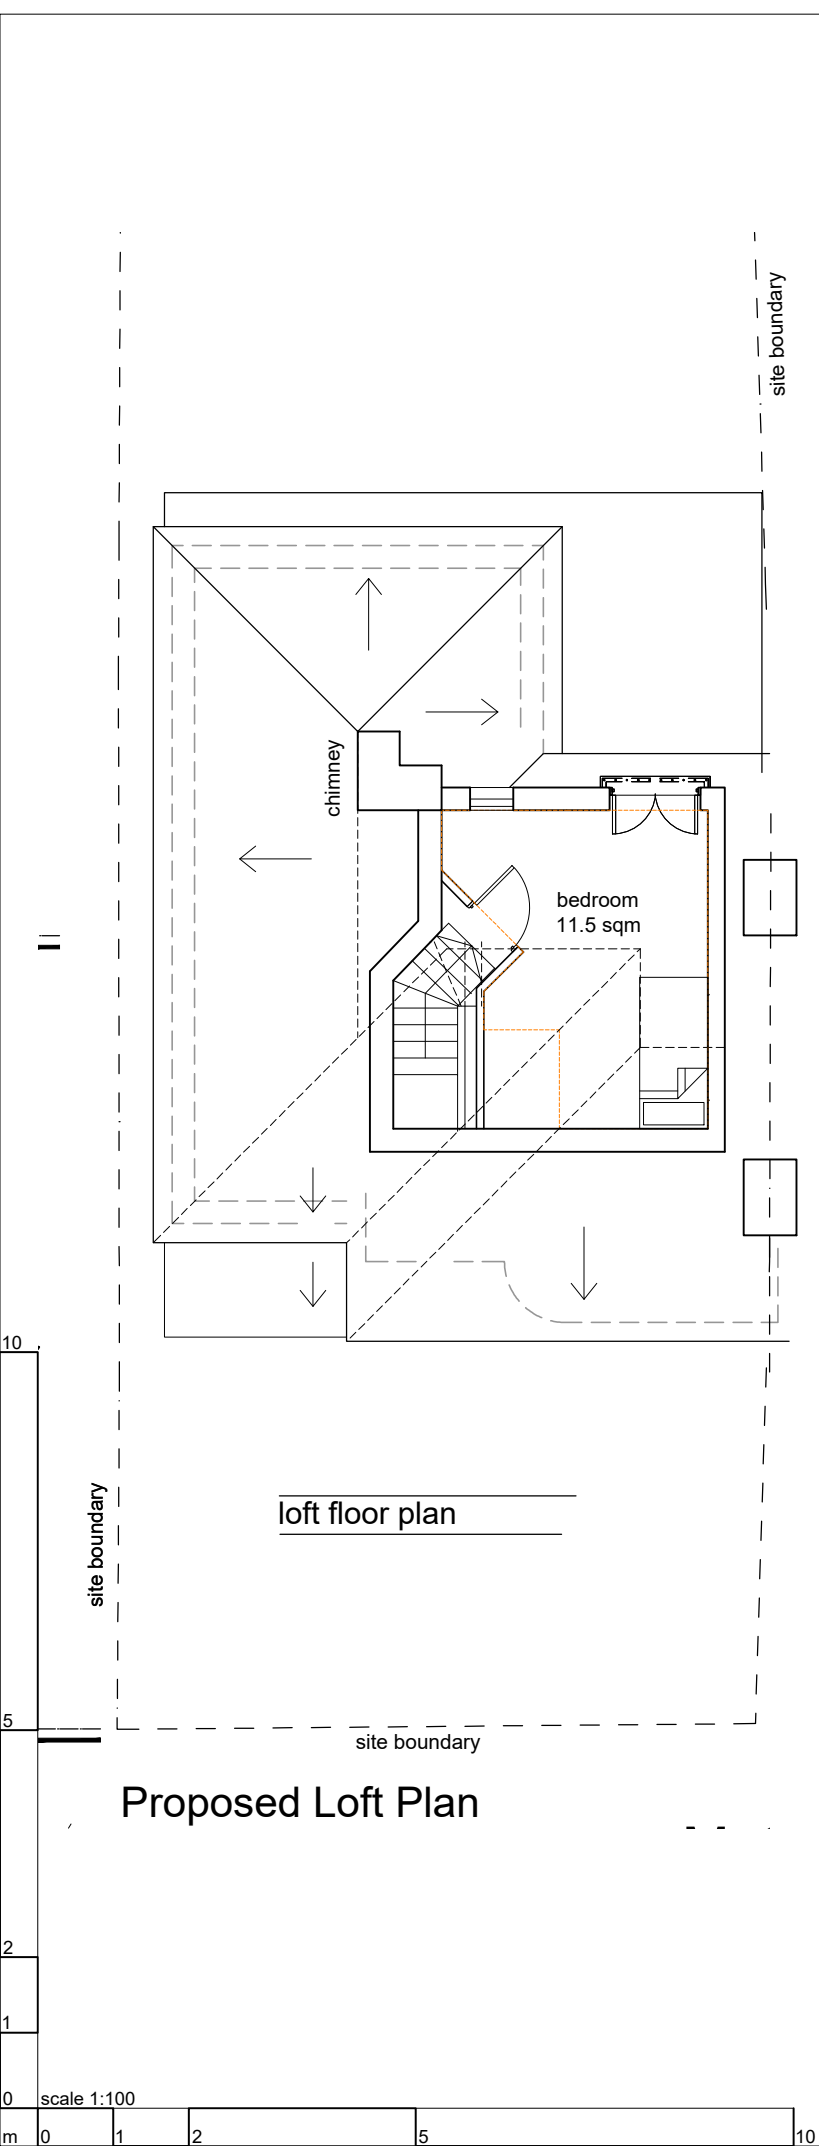 site boundary
chimney
bedroom
11.5 sqm
10
site boundary
loft floor plan
5
site boundary
Proposed Loft Plan
2
1
0 scale 1:100
m 0 1 2 5 10